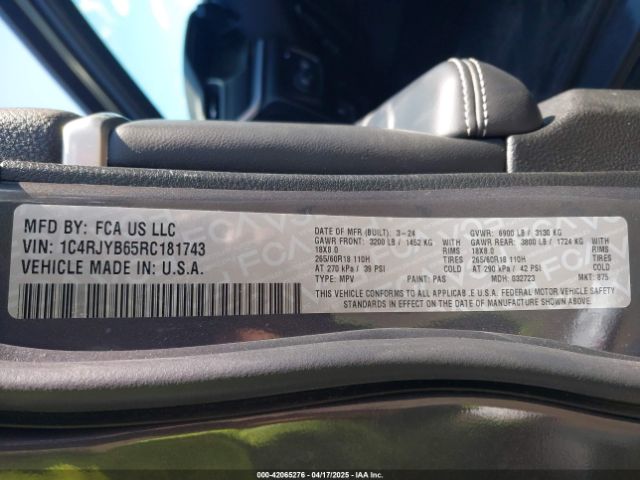 MFD BY: FCA US LLC
VIN: 1C4RJYB65RC181743
VEHICLE MADE IN: U.S.A.
DATE OF MFR (BUILT): 3-24
GAWR FRONT: 3200 LB / 1452 KG
WITH TIRES RIMS
18X8.0
265/60R18 110H
AT 270 kPa / 39 PSI COLD
TYPE: MPV PAINT: PAS
GVWR: 6900 LB / 3130 KG
GAWR REAR: 3800 LB / 1724 KG
WITH TIRES RIMS
18X8.0
265/60R18 110H
AT 290 kPa / 42 PSI COLD
MDH: 032723 MKT: 875
THIS VEHICLE CONFORMS TO ALL APPLICABLE U.S.A. FEDERAL MOTOR VEHICLE SAFETY
STANDARDS IN EFFECT ON THE DATE OF MANUFACTURE SHOWN ABOVE.
000-42065276 - 04/17/2025 - IAAI.COM